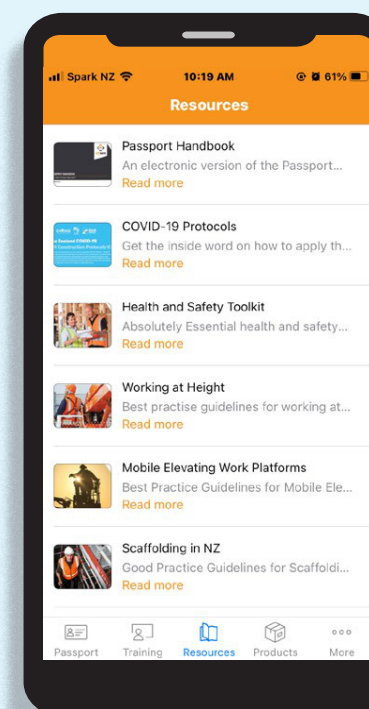 Spark NZ 10:19 AM 61%
Resources
Passport Handbook
An electronic version of the Passport...
Read more
COVID-19 Protocols
Get the inside word on how to apply th...
Read more
Health and Safety Toolkit
Absolutely Essential health and safety...
Read more
Working at Height
Best practise guidelines for working at...
Read more
Mobile Elevating Work Platforms
Best Practice Guidelines for Mobile Ele...
Read more
Scaffolding in NZ
Good Practice Guidelines for Scaffoldi...
Read more
Passport Training Resources Products More